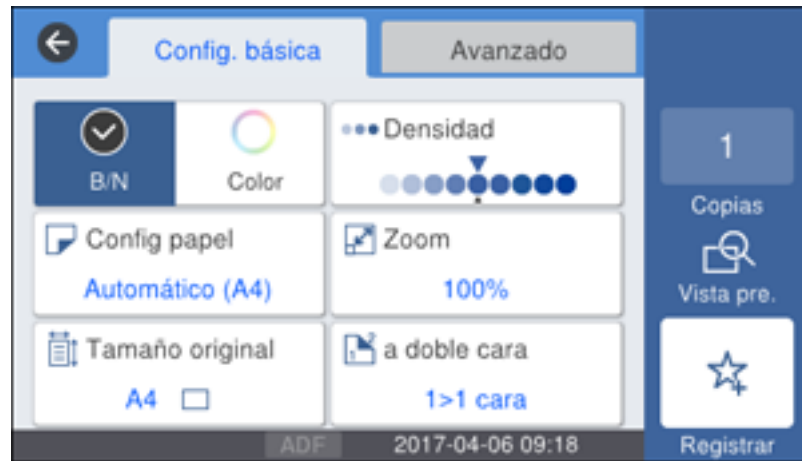 Config. básica
Avanzado
B/N
Color
Densidad
1
Copias
Config papel
Automático (A4)
Zoom
100%
Vista pre.
Tamaño original
A4
a doble cara
1>1 cara
ADF
2017-04-06 09:18
Registrar